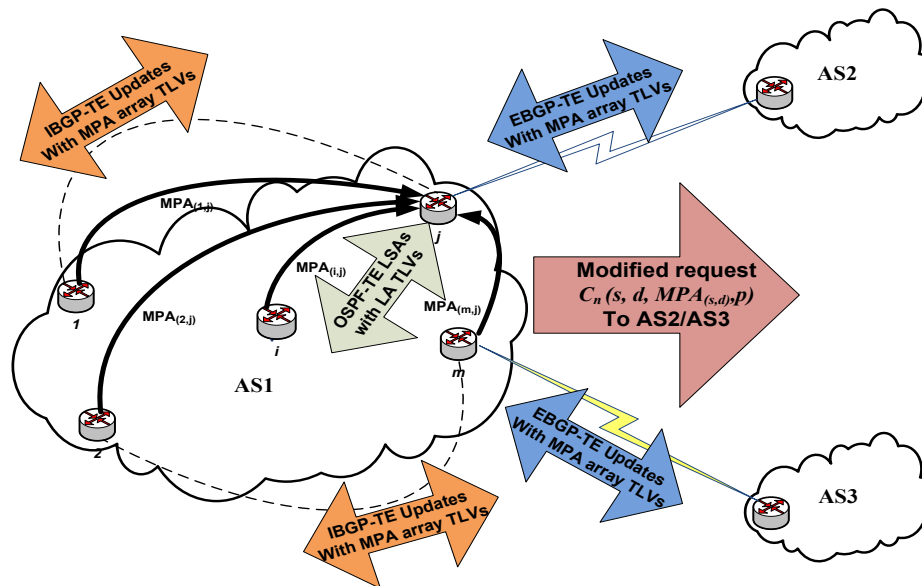 IBGP-TE Updates
With MPA array TLVs
EBGP-TE Updates
With MPA array TLVs
AS2
MPA(1,j)
j
MPA(i,j)
OSPF-TE LSAs
with LA TLVs
MPA(m,j)
MPA(2,j)
Modified request
Cn (s, d, MPA(s,d),p)
To AS2/AS3
1
i
m
AS1
2
EBGP-TE Updates
With MPA array TLVs
IBGP-TE Updates
With MPA array TLVs
AS3